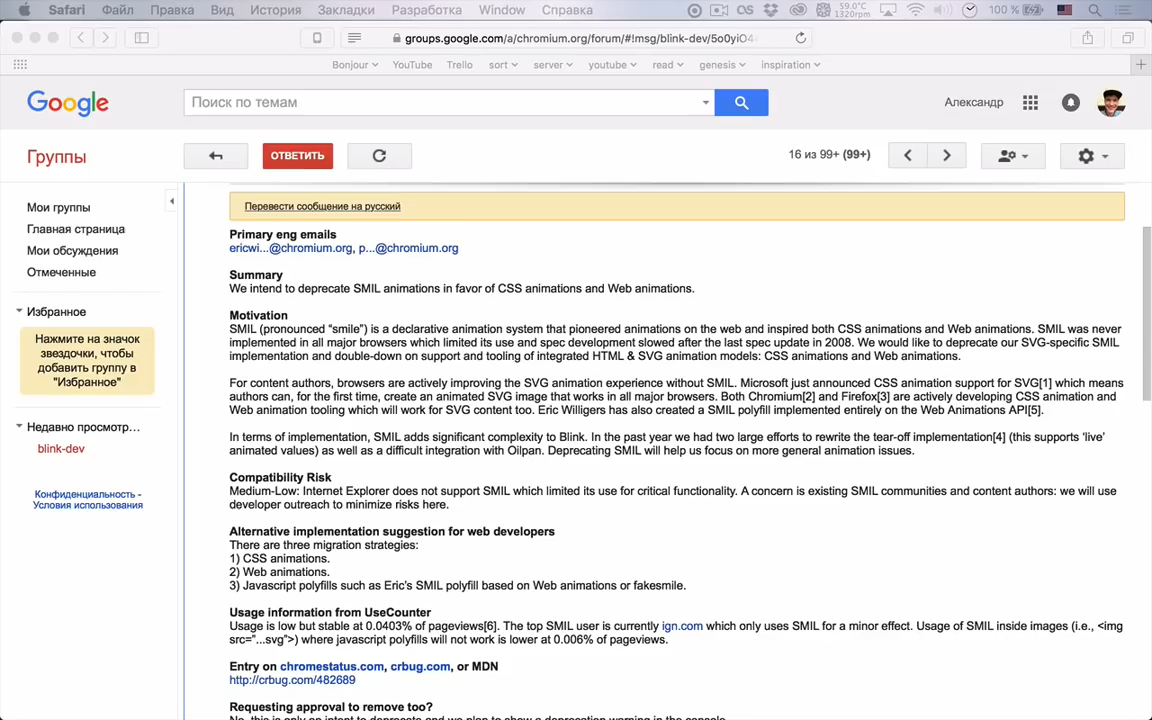 Safari Файл Правка Вид История Закладки Разработка Window Справка 59.0°C 1320rpm 100 %
groups.google.com/a/chromium.org/forum/#!msg/blink-dev/5o0yiO4
Bonjour YouTube Trello sort server youtube read genesis inspiration
Google Поиск по темам Александр
Группы ОТВЕТИТЬ 16 из 99+ (99+)
Мои группы
Главная страница
Мои обсуждения
Отмеченные
Избранное
Нажмите на значок
звездочки, чтобы
добавить группу в
"Избранное"
Недавно просмотр...
blink-dev
Конфиденциальность -
Условия использования
Перевести сообщение на русский
Primary eng emails
ericwi...@chromium.org, p...@chromium.org
Summary
We intend to deprecate SMIL animations in favor of CSS animations and Web animations.
Motivation
SMIL (pronounced “smile”) is a declarative animation system that pioneered animations on the web and inspired both CSS animations and Web animations. SMIL was never
implemented in all major browsers which limited its use and spec development slowed after the last spec update in 2008. We would like to deprecate our SVG-specific SMIL
implementation and double-down on support and tooling of integrated HTML & SVG animation models: CSS animations and Web animations.
For content authors, browsers are actively improving the SVG animation experience without SMIL. Microsoft just announced CSS animation support for SVG[1] which means
authors can, for the first time, create an animated SVG image that works in all major browsers. Both Chromium[2] and Firefox[3] are actively developing CSS animation and
Web animation tooling which will work for SVG content too. Eric Willigers has also created a SMIL polyfill implemented entirely on the Web Animations API[5].
In terms of implementation, SMIL adds significant complexity to Blink. In the past year we had two large efforts to rewrite the tear-off implementation[4] (this supports ‘live’
animated values) as well as a difficult integration with Oilpan. Deprecating SMIL will help us focus on more general animation issues.
Compatibility Risk
Medium-Low: Internet Explorer does not support SMIL which limited its use for critical functionality. A concern is existing SMIL communities and content authors: we will use
developer outreach to minimize risks here.
Alternative implementation suggestion for web developers
There are three migration strategies:
1) CSS animations.
2) Web animations.
3) Javascript polyfills such as Eric's SMIL polyfill based on Web animations or fakesmile.
Usage information from UseCounter
Usage is low but stable at 0.0403% of pageviews[6]. The top SMIL user is currently ign.com which only uses SMIL for a minor effect. Usage of SMIL inside images (i.e., <img
src="...svg">) where javascript polyfills will not work is lower at 0.006% of pageviews.
Entry on chromestatus.com, crbug.com, or MDN
http://crbug.com/482689
Requesting approval to remove too?
No, this is only an intent to deprecate and we plan to show a deprecation warning in the console.